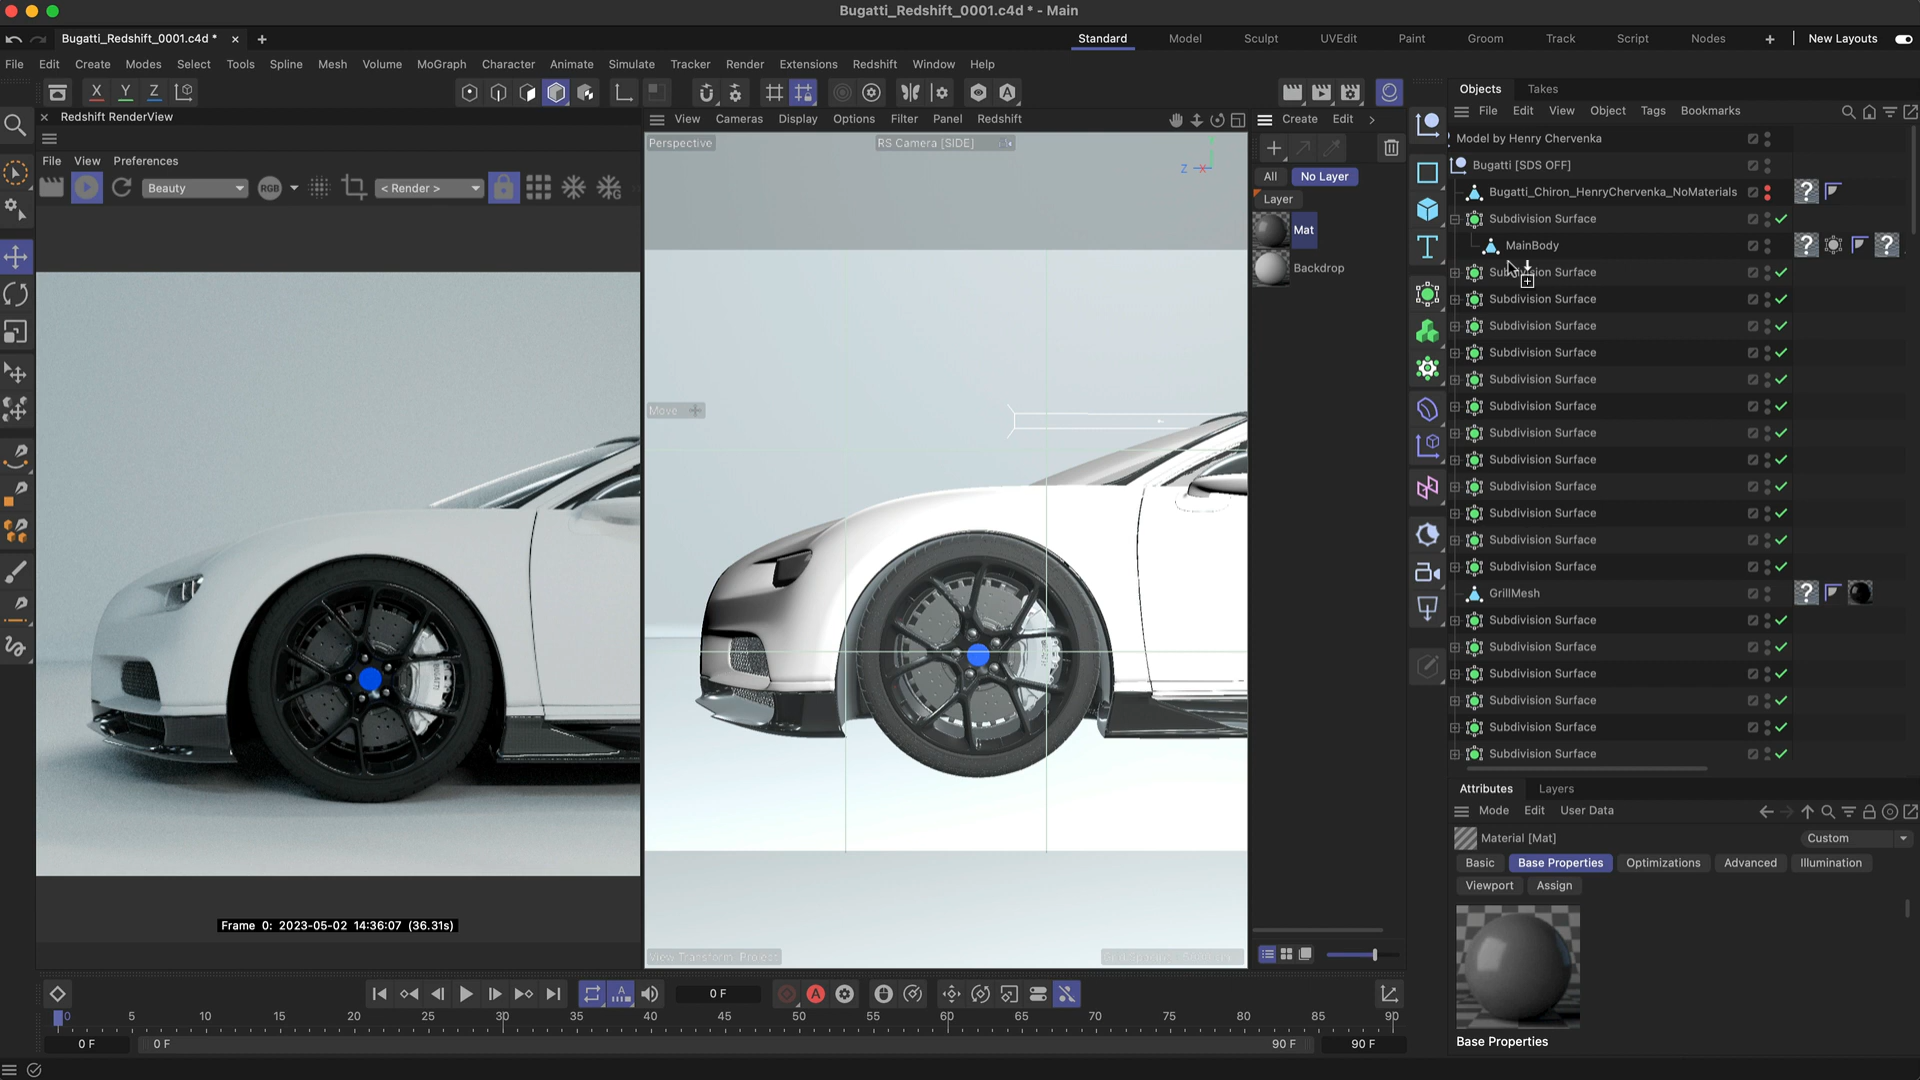 Bugatti_Redshift_0001.c4d * - Main
Bugatti_Redshift_0001.c4d *
Standard Model Sculpt UVEdit Paint Groom Track Script Nodes New Layouts
File Edit Create Modes Select Tools Spline Mesh Volume MoGraph Character Animate Simulate Tracker Render Extensions Redshift Window Help
X Y Z
Redshift RenderView
File View Preferences
Beauty RGB < Render >
Frame 0: 2023-05-02 14:36:07 (36.31s)
View Cameras Display Options Filter Panel Redshift
Perspective
RS Camera [SIDE]
Z X
Move
View Transform: Project
Create Edit
All No Layer
Layer
Mat
Backdrop
Objects Takes
File Edit View Object Tags Bookmarks
Model by Henry Chervenka
Bugatti [SDS OFF]
Bugatti_Chiron_HenryChervenka_NoMaterials
Subdivision Surface
MainBody
Subdivision Surface
Subdivision Surface
Subdivision Surface
Subdivision Surface
Subdivision Surface
Subdivision Surface
Subdivision Surface
Subdivision Surface
Subdivision Surface
Subdivision Surface
Subdivision Surface
Subdivision Surface
GrillMesh
Subdivision Surface
Subdivision Surface
Subdivision Surface
Subdivision Surface
Subdivision Surface
Subdivision Surface
Attributes Layers
Mode Edit User Data
Material [Mat]
Custom
Basic Base Properties Optimizations Advanced Illumination
Viewport Assign
Base Properties
0 F
0 5 10 15 20 25 30 35 40 45 50 55 60 65 70 75 80 85 90
0 F 0 F 90 F 90 F